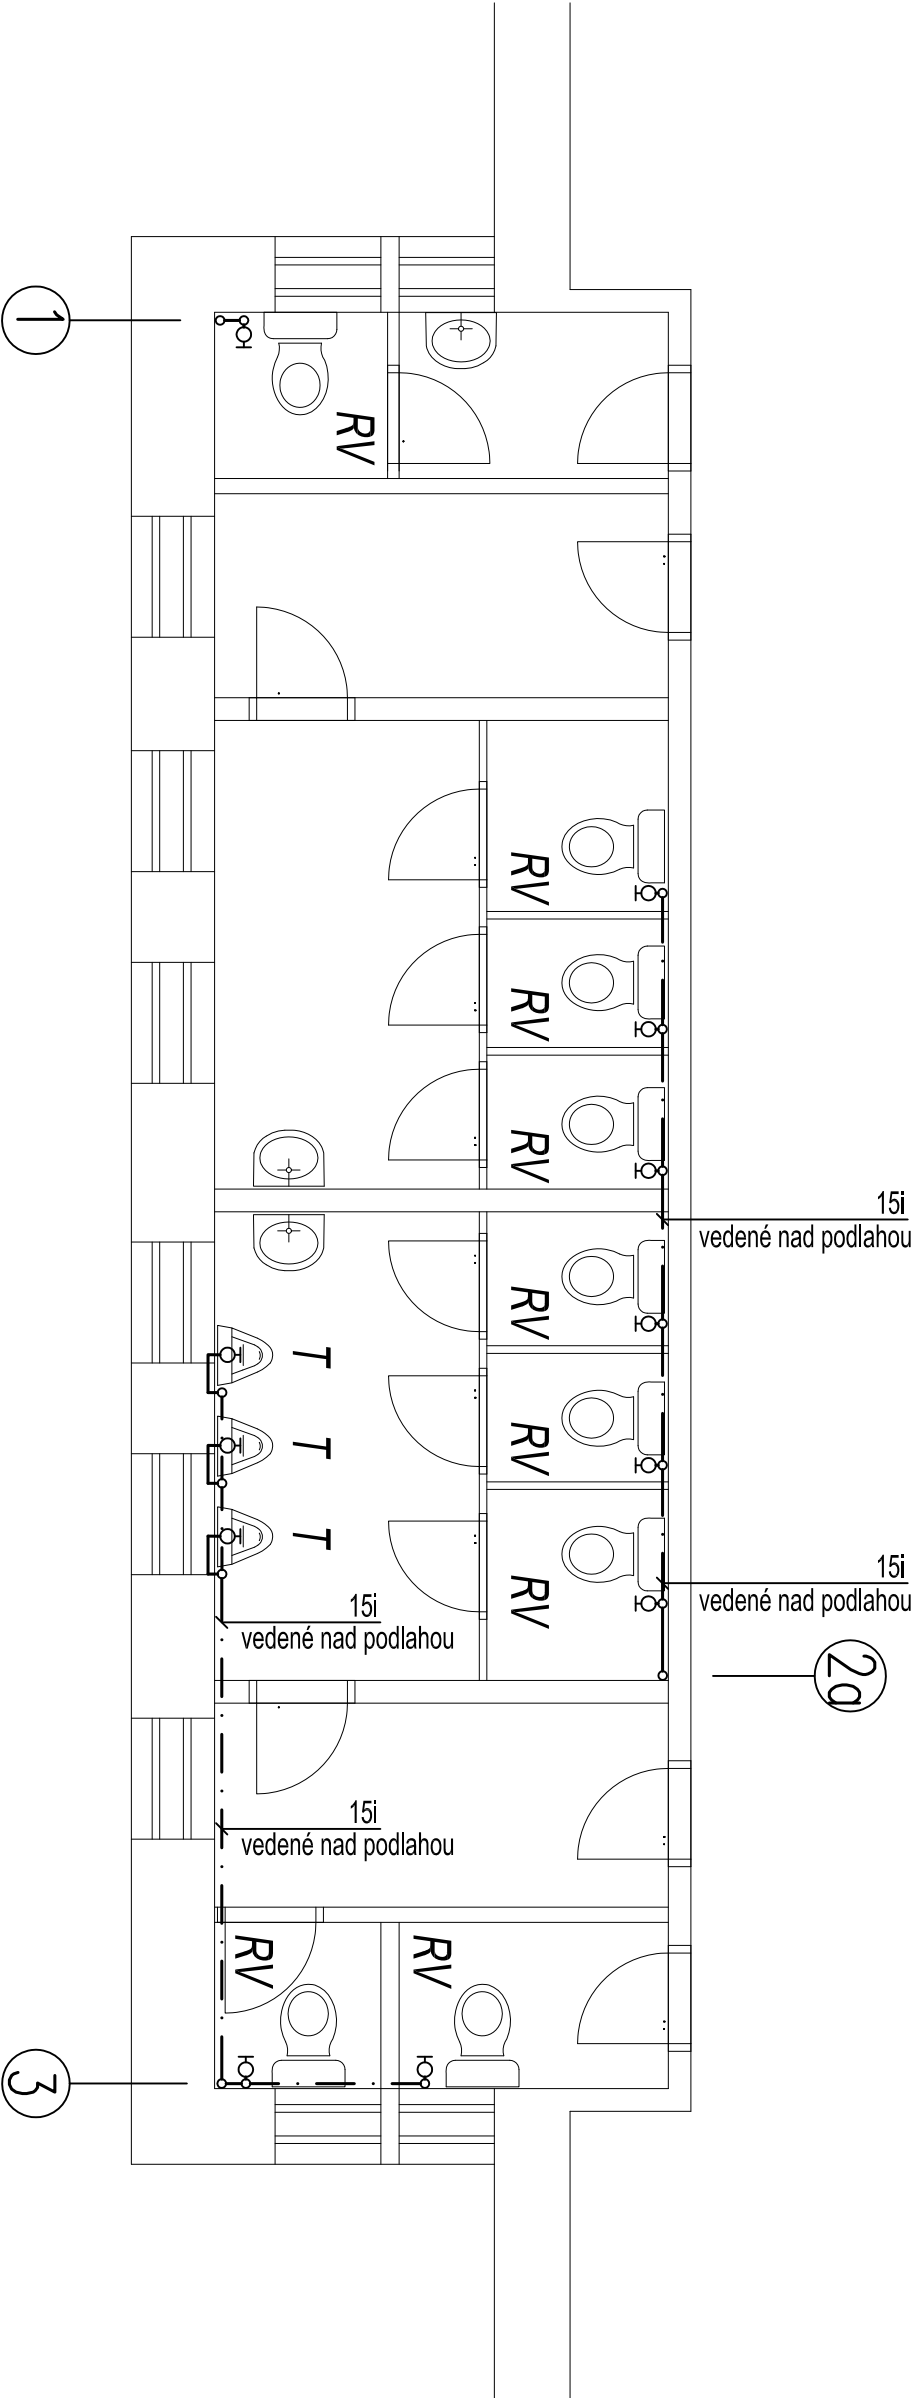 1
RV
RV
RV
RV
15i
vedené nad podlahou
RV
T
T
RV
T
RV
15i
vedené nad podlahou
15i
vedené nad podlahou
2a
15i
vedené nad podlahou
RV
RV
3